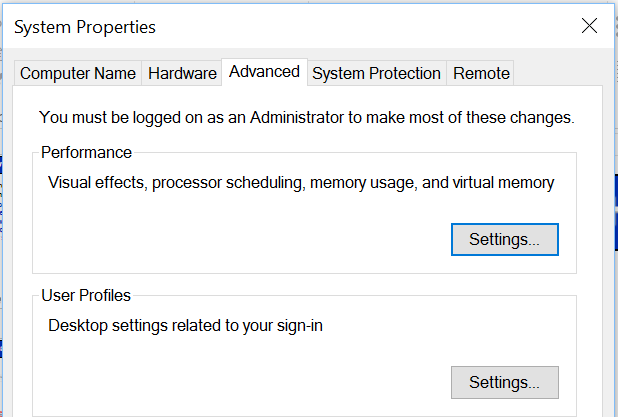 System Properties
Computer Name Hardware Advanced System Protection Remote
You must be logged on as an Administrator to make most of these changes.
Performance
Visual effects, processor scheduling, memory usage, and virtual memory
Settings...
User Profiles
Desktop settings related to your sign-in
Settings...